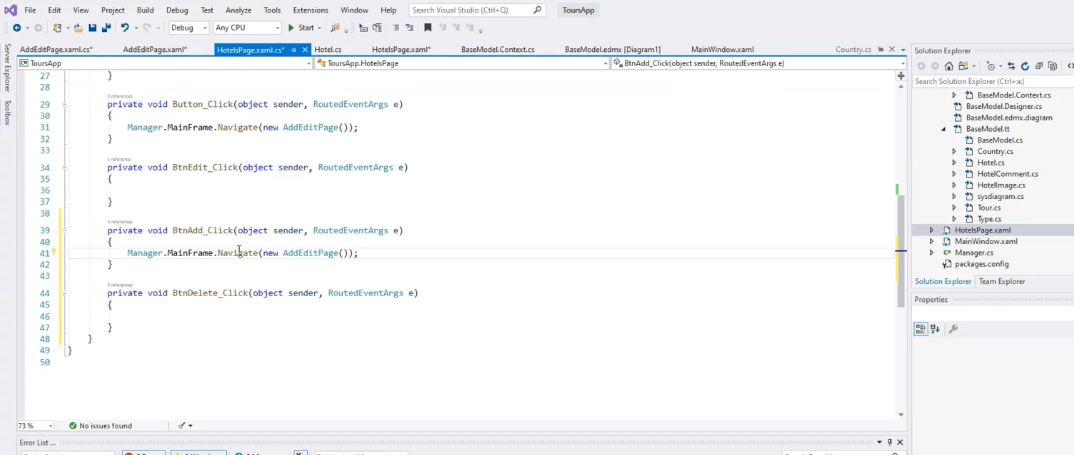 File Edit View Project Build Debug Test Analyze Tools Extensions Window Help Search Visual Studio (Ctrl+Q) ToursApp
Debug Any CPU Start
AddEditPage.xaml.cs* AddEditPage.xaml* HotelsPage.xaml.cs* Hotel.cs HotelsPage.xaml* BaseModel.Context.cs BaseModel.edmx [Diagram1] MainWindow.xaml Country.cs
ToursApp ToursApp.HotelsPage BtnAdd_Click(object sender, RoutedEventArgs e)
Server Explorer
Toolbox
27 }
28
0 references
29 private void Button_Click(object sender, RoutedEventArgs e)
30 {
31 Manager.MainFrame.Navigate(new AddEditPage());
32 }
33
1 reference
34 private void BtnEdit_Click(object sender, RoutedEventArgs e)
35 {
36
37 }
38
0 references
39 private void BtnAdd_Click(object sender, RoutedEventArgs e)
40 {
41 Manager.MainFrame.Navigate(new AddEditPage());
42 }
43
0 references
44 private void BtnDelete_Click(object sender, RoutedEventArgs e)
45 {
46
47 }
48 }
49 }
50
73 % No issues found
Error List ...
Solution Explorer
Search Solution Explorer (Ctrl+ж)
BaseModel.Context.cs
BaseModel.Designer.cs
BaseModel.edmx.diagram
BaseModel.tt
BaseModel.cs
Country.cs
Hotel.cs
HotelComment.cs
HotelImage.cs
sysdiagram.cs
Tour.cs
Type.cs
HotelsPage.xaml
MainWindow.xaml
Manager.cs
packages.config
Solution Explorer Team Explorer
Properties